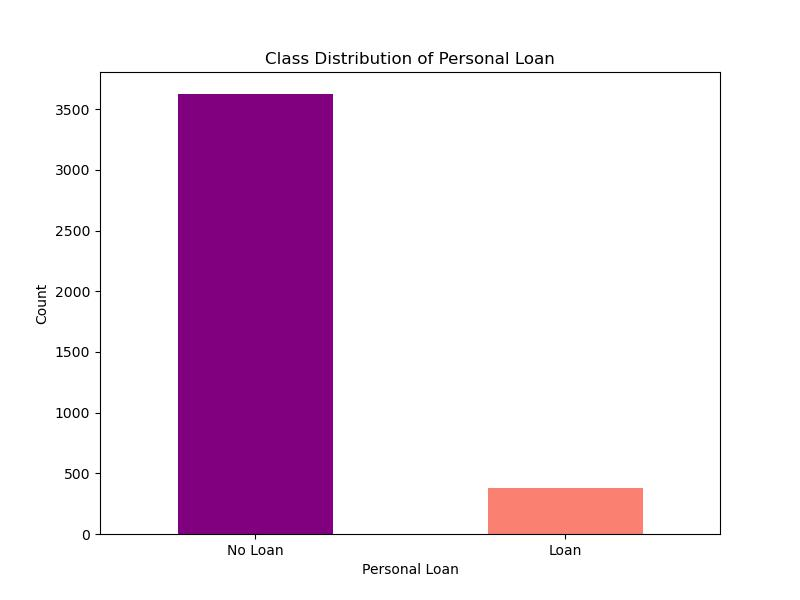 Class Distribution of Personal Loan
3500
3000
2500
2000
1500
1000
500
0
Count
No Loan
Loan
Personal Loan